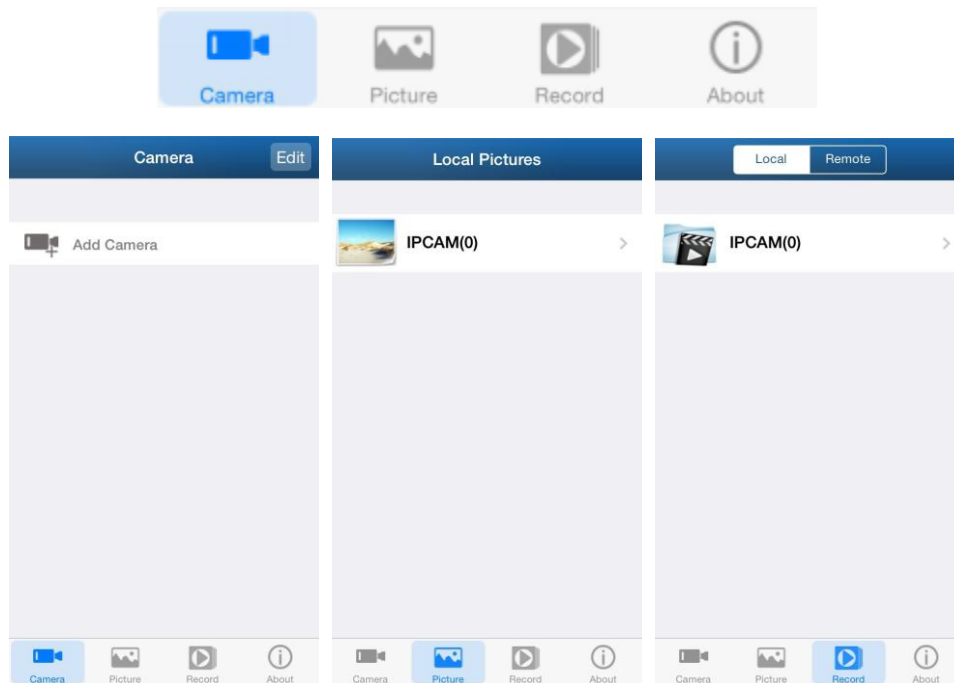 Camera Picture Record About
Camera Edit
Add Camera
Camera Picture Record About
Local Pictures
IPCAM(0)
Camera Picture Record About
Local Remote
IPCAM(0)
Camera Picture Record About